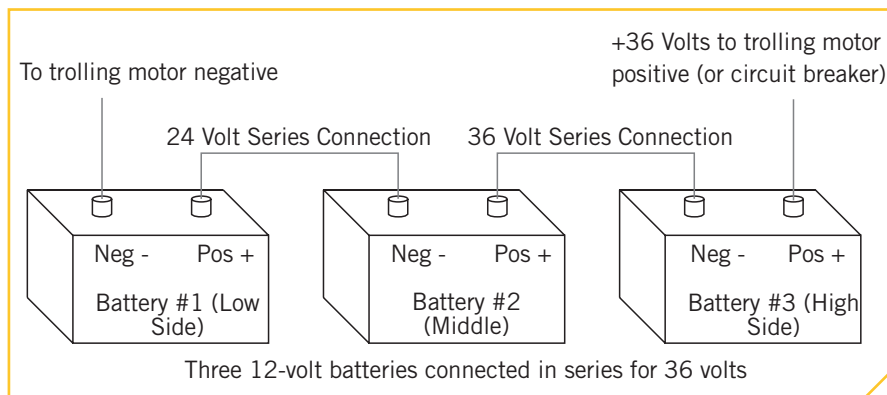 +36 Volts to trolling motor
positive (or circuit breaker)
To trolling motor negative
24 Volt Series Connection
36 Volt Series Connection
Neg -
Pos +
Battery #1 (Low
Side)
Neg -
Pos +
Battery #2
(Middle)
Neg -
Pos +
Battery #3 (High
Side)
Three 12-volt batteries connected in series for 36 volts